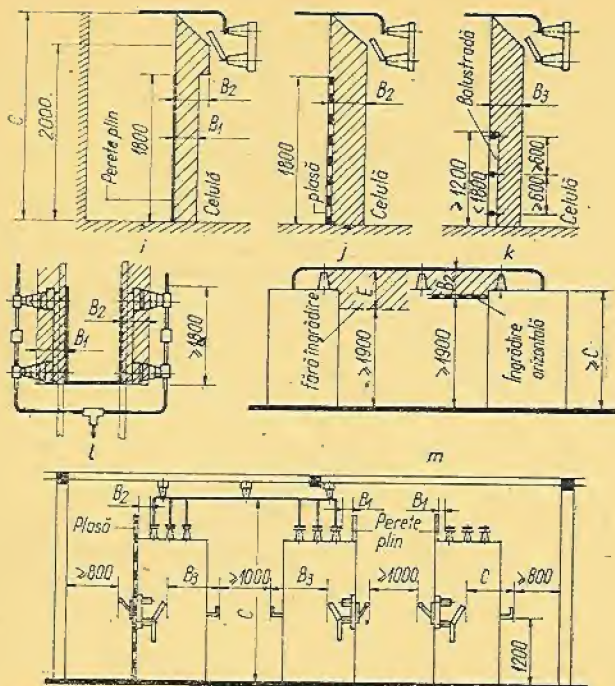 C
2000
Perete plin
1800
B2
B1
Celulă
i
1800
plasă
B2
Celulă
j
Balustradă
B3
≥1200
<1800
≥600
≥600
Celulă
k
B2
B1
≥1800
l
E
B2
fără îngrădire
≥1900
≥1900
Îngrădire orizontală
≥C
m
B2
Plasă
B1
B1
Perete
plin
≥800
B3
≥1000
B3
≥1000
C
≥800
C
1200